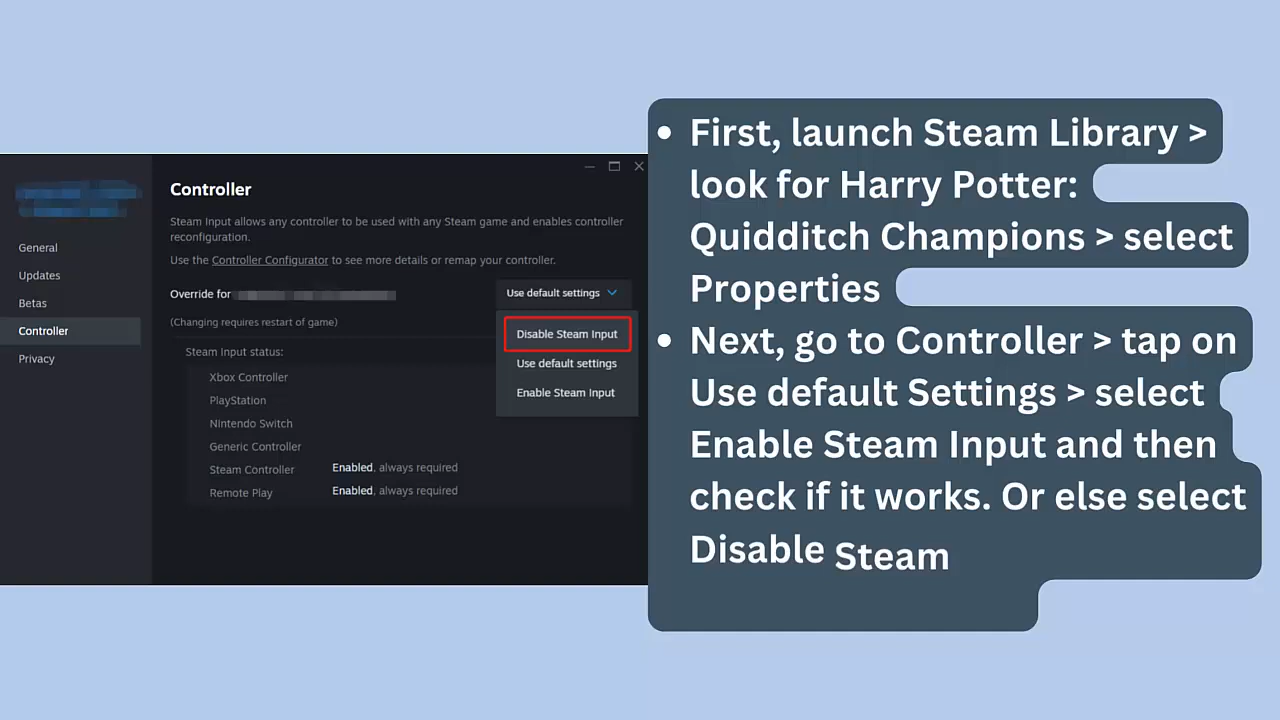 Controller
Steam Input allows any controller to be used with any Steam game and enables controller
reconfiguration.
Use the Controller Configurator to see more details or remap your controller.
General
Updates
Betas
Controller
Privacy
Override for
Use default settings
(Changing requires restart of game)
Disable Steam Input
Use default settings
Enable Steam Input
Steam Input status:
Xbox Controller
PlayStation
Nintendo Switch
Generic Controller
Steam Controller Enabled, always required
Remote Play Enabled, always required
• First, launch Steam Library >
look for Harry Potter:
Quidditch Champions > select
Properties
• Next, go to Controller > tap on
Use default Settings > select
Enable Steam Input and then
check if it works. Or else select
Disable Steam